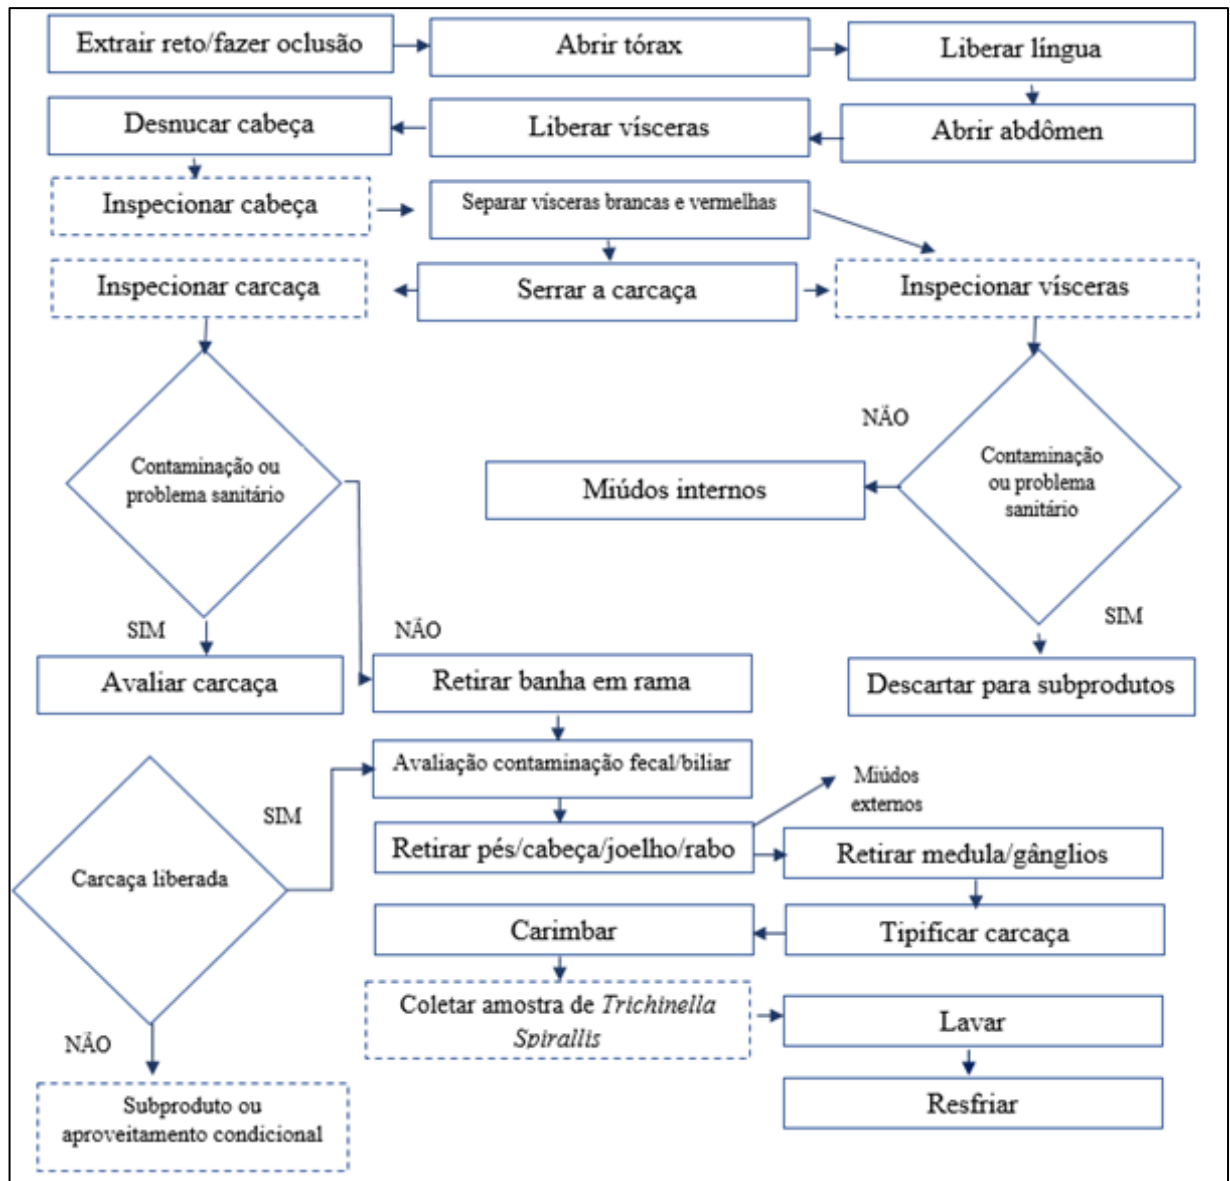 Extrair reto/fazer oclusão
Abrir tórax
Liberar língua
Desnucar cabeça
Liberar vísceras
Abrir abdômen
Inspecionar cabeça
Separar vísceras brancas e vermelhas
Inspecionar carcaça
Serrar a carcaça
Inspecionar vísceras
NÃO
Contaminação ou
problema sanitário
Miúdos internos
Contaminação
ou problema
sanitário
SIM
NÃO
SIM
Avaliar carcaça
Retirar banha em rama
Descartar para subprodutos
Avaliação contaminação fecal/biliar
Miúdos
externos
SIM
Retirar pés/cabeça/joelho/rabo
Retirar medula/gânglios
Carcaça liberada
Carimbar
Tipificar carcaça
Coletar amostra de Trichinella
Spirallis
Lavar
NÃO
Resfriar
Subproduto ou
aproveitamento condicional